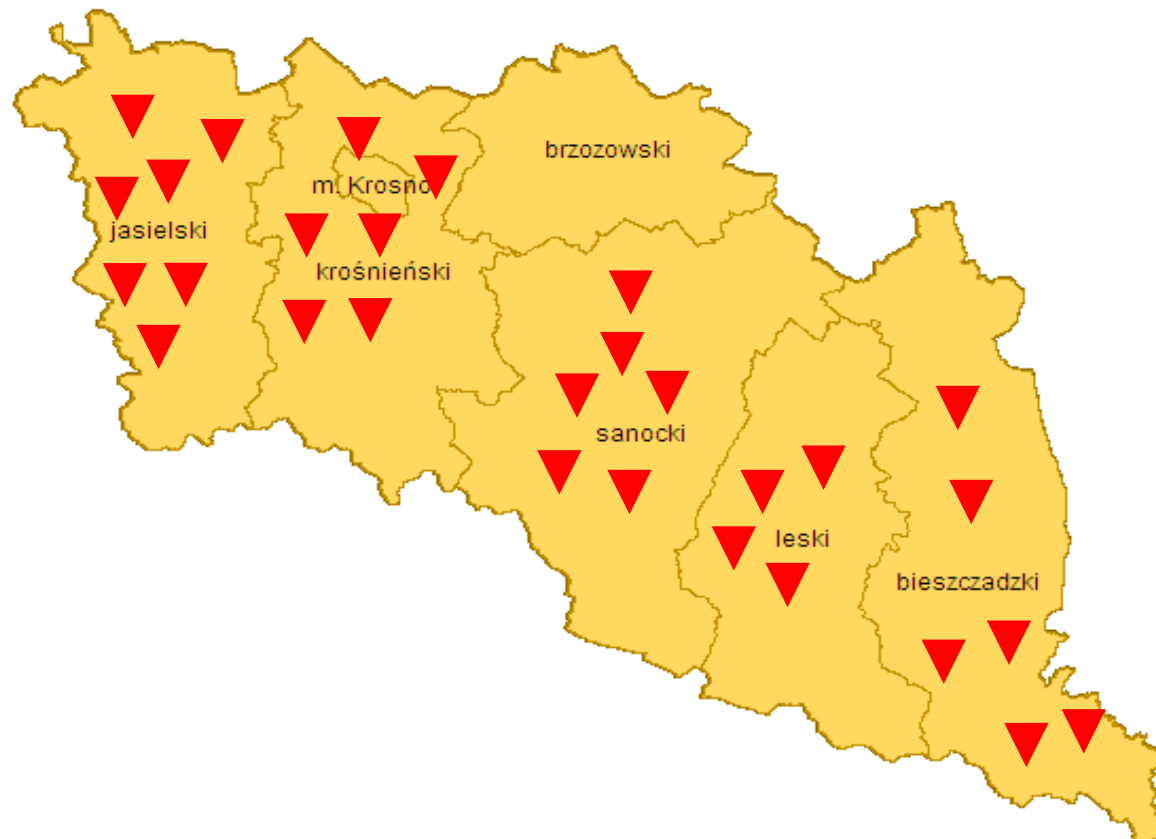 brzozowski
m. Krosno
jasielski
krośnieński
sanocki
leski
bieszczadzki